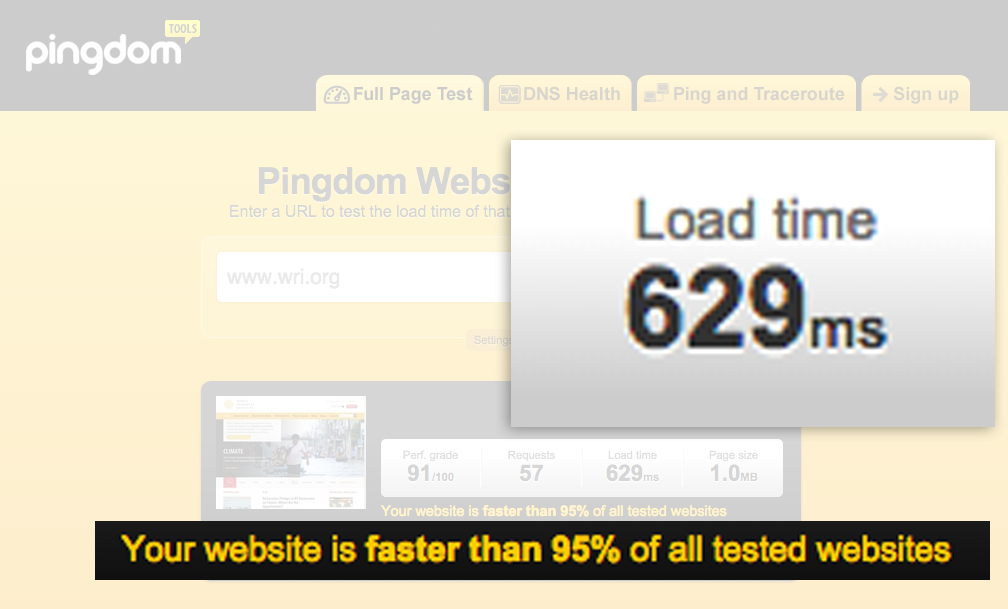 TOOLS
pingdom
Full Page Test
DNS Health
Ping and Traceroute
Sign up
Pingdom Webs
Enter a URL to test the load time of that
www.wri.org
Settings
Load time
629ms
CLIMATE
Perf. grade
91/100
Requests
57
Load time
629ms
Page size
1.0MB
Your website is faster than 95% of all tested websites
Your website is faster than 95% of all tested websites